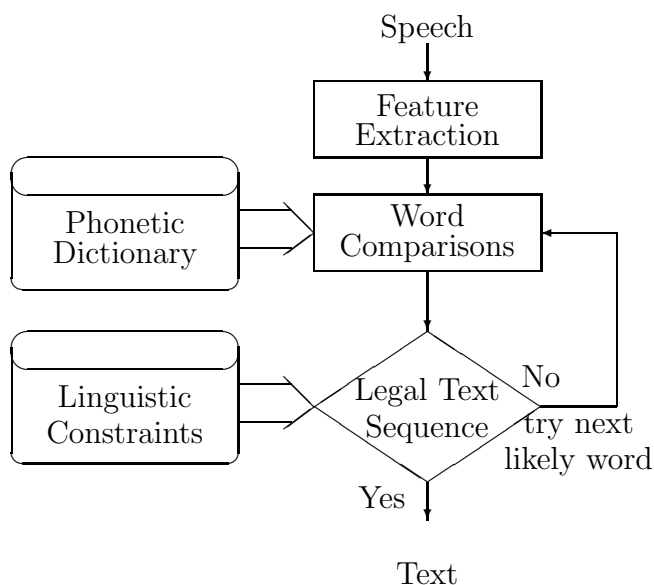 Speech
Feature
Extraction
Phonetic
Dictionary
Word
Comparisons
Linguistic
Constraints
Legal Text
Sequence
No
try next
likely word
Yes
Text